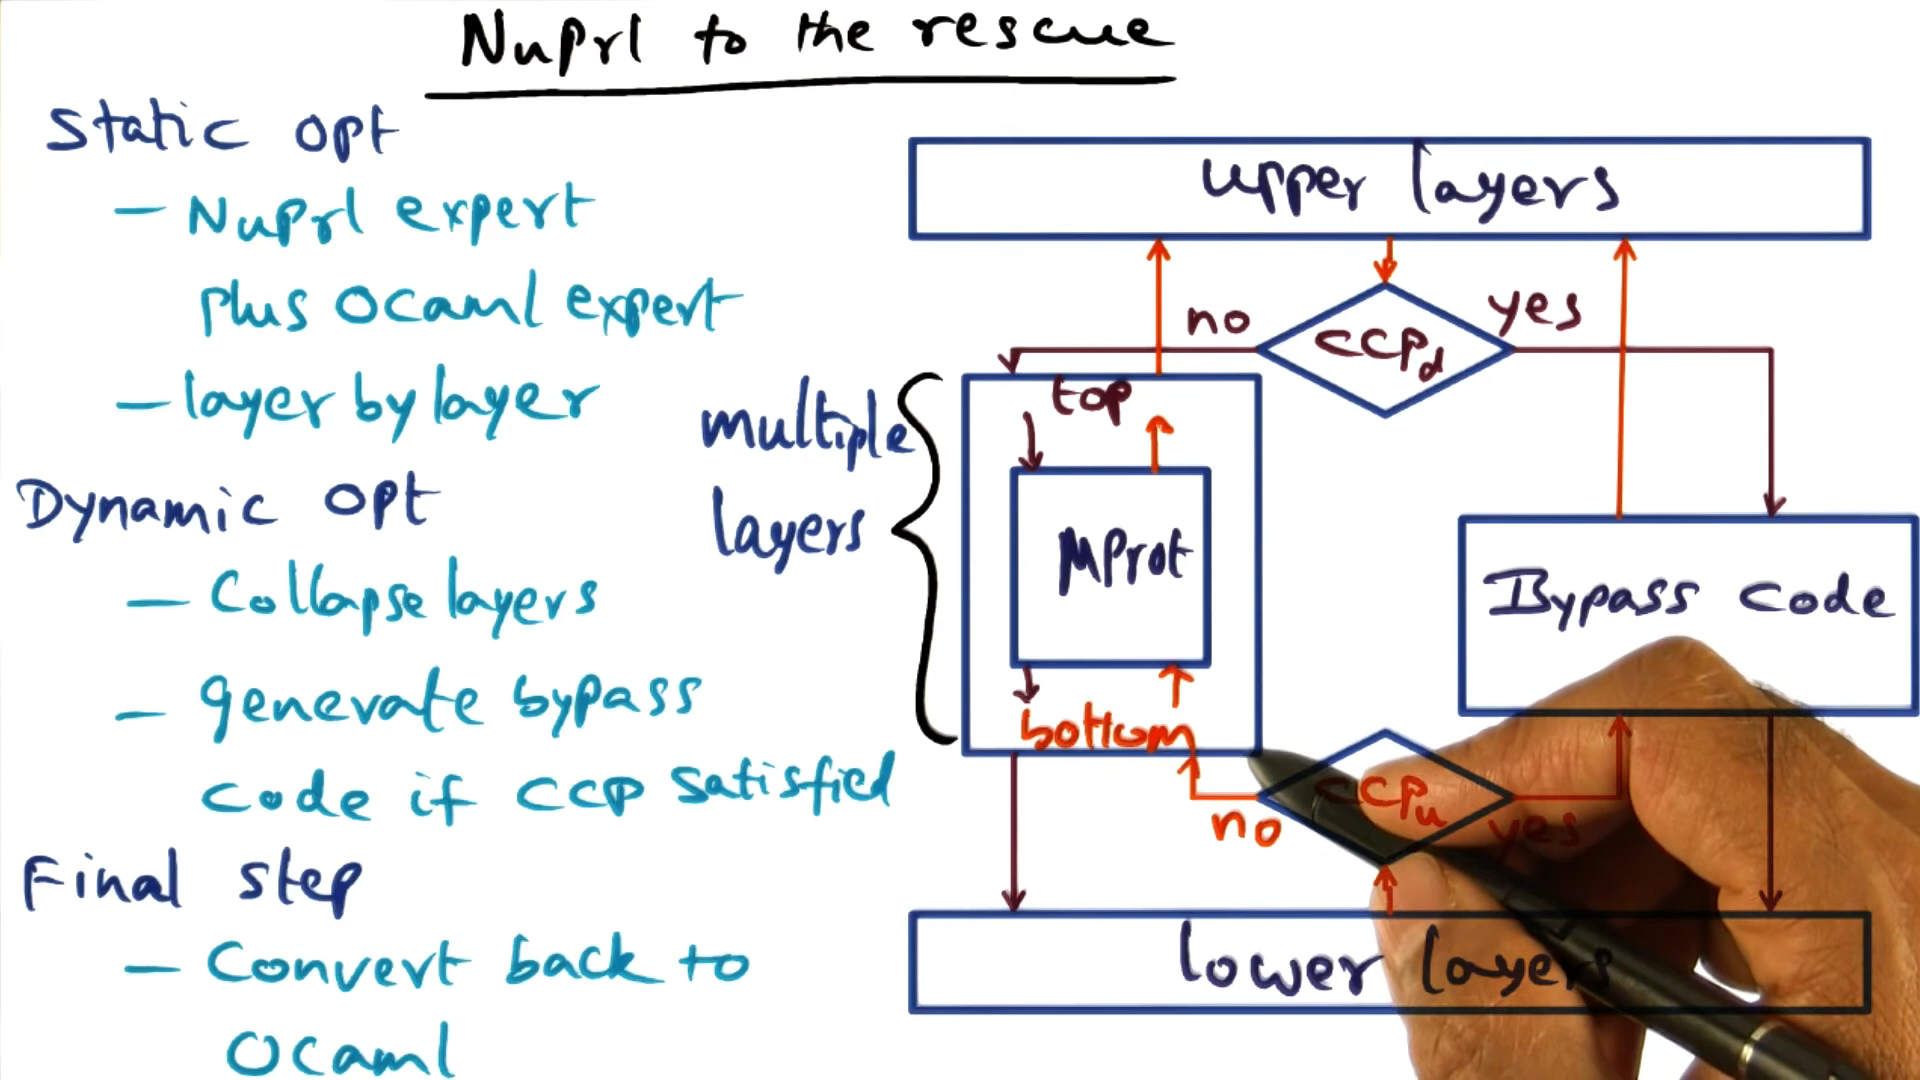 NuPrl to the rescue
Static opt
- NuPrl expert
plus OCaml expert
- layer by layer
Dynamic opt
- Collapse layers
- generate bypass
code if CCP satisfied
Final step
- Convert back to
OCaml
upper layers
no
CCPd
yes
multiple
layers
top
MProt
bottom
Bypass Code
CCPu
no
yes
lower layers